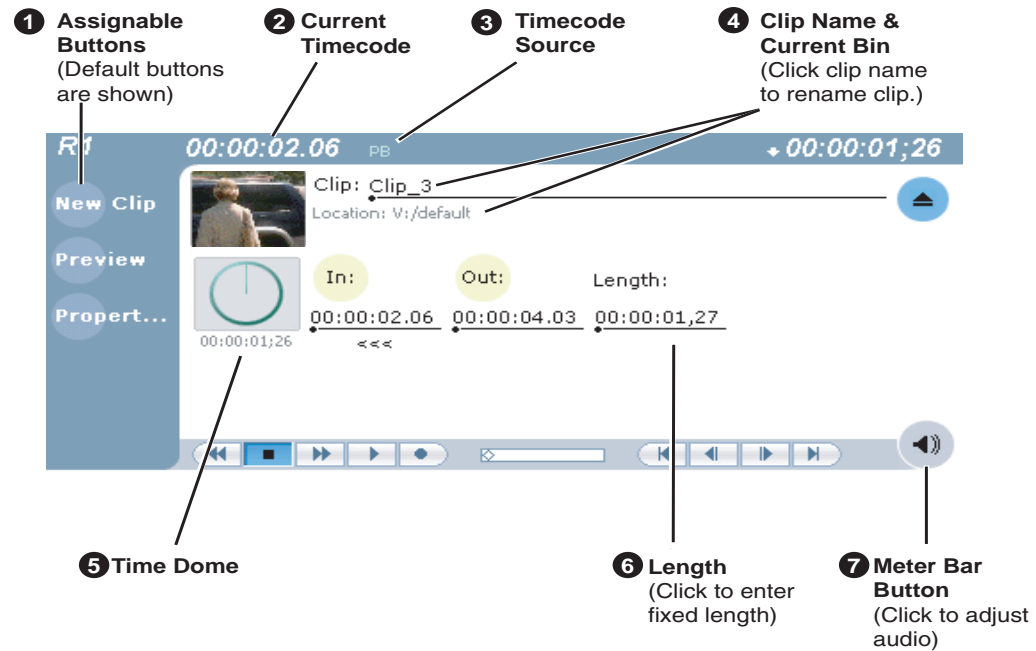 1 Assignable Buttons
(Default buttons are shown)
2 Current Timecode
3 Timecode Source
4 Clip Name & Current Bin
(Click clip name to rename clip.)
R1
00:00:02.06
PB
00:00:01;26
New Clip
Preview
Propert...
Clip: Clip_3
Location: V:/default
In:
Out:
Length:
00:00:02.06
00:00:04.03
00:00:01,27
00:00:01;26
<<<
5 Time Dome
6 Length
(Click to enter fixed length)
7 Meter Bar Button
(Click to adjust audio)